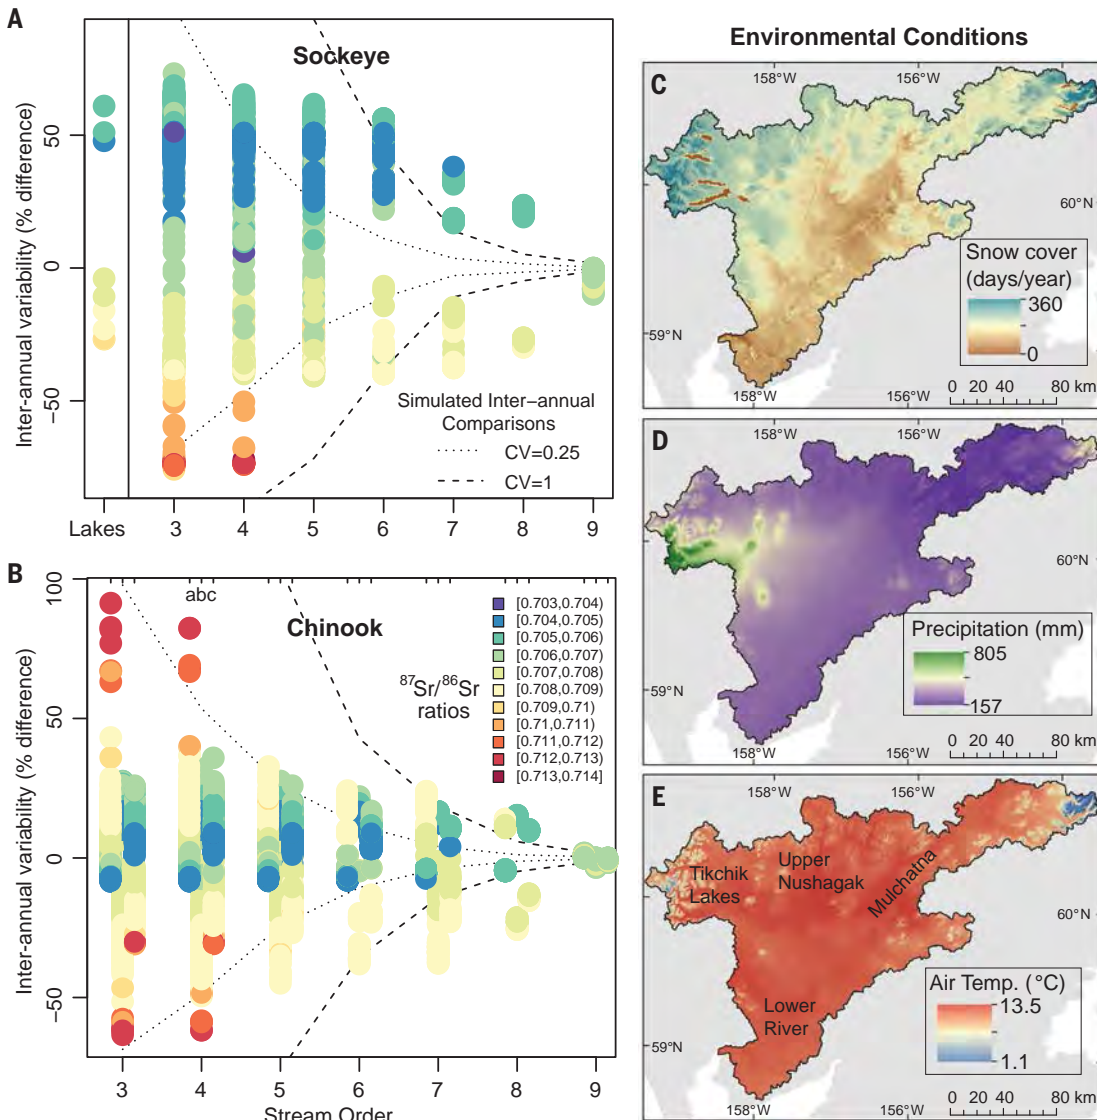 A
Sockeye
Inter-annual variability (% difference)
50
0
−50
Simulated Inter−annual
Comparisons
CV=0.25
CV=1
Lakes 3 4 5 6 7 8 9
B
Chinook
abc
Inter-annual variability (% difference)
100
50
0
−50
87Sr/86Sr
ratios
[0.703,0.704)
[0.704,0.705)
[0.705,0.706)
[0.706,0.707)
[0.707,0.708)
[0.708,0.709)
[0.709,0.71)
[0.71,0.711)
[0.711,0.712)
[0.712,0.713)
[0.713,0.714)
3 4 5 6 7 8 9
Stream Order
Environmental Conditions
C
158°W 156°W
60°N
59°N
158°W 156°W
Snow cover
(days/year)
360
0
0 20 40 80 km
D
158°W 156°W
60°N
59°N
158°W 156°W
Precipitation (mm)
805
157
0 20 40 80 km
E
158°W 156°W
Tikchik
Lakes
Upper
Nushagak
Mulchatna
Lower
River
60°N
59°N
158°W 156°W
Air Temp. (°C)
13.5
1.1
0 20 40 80 km